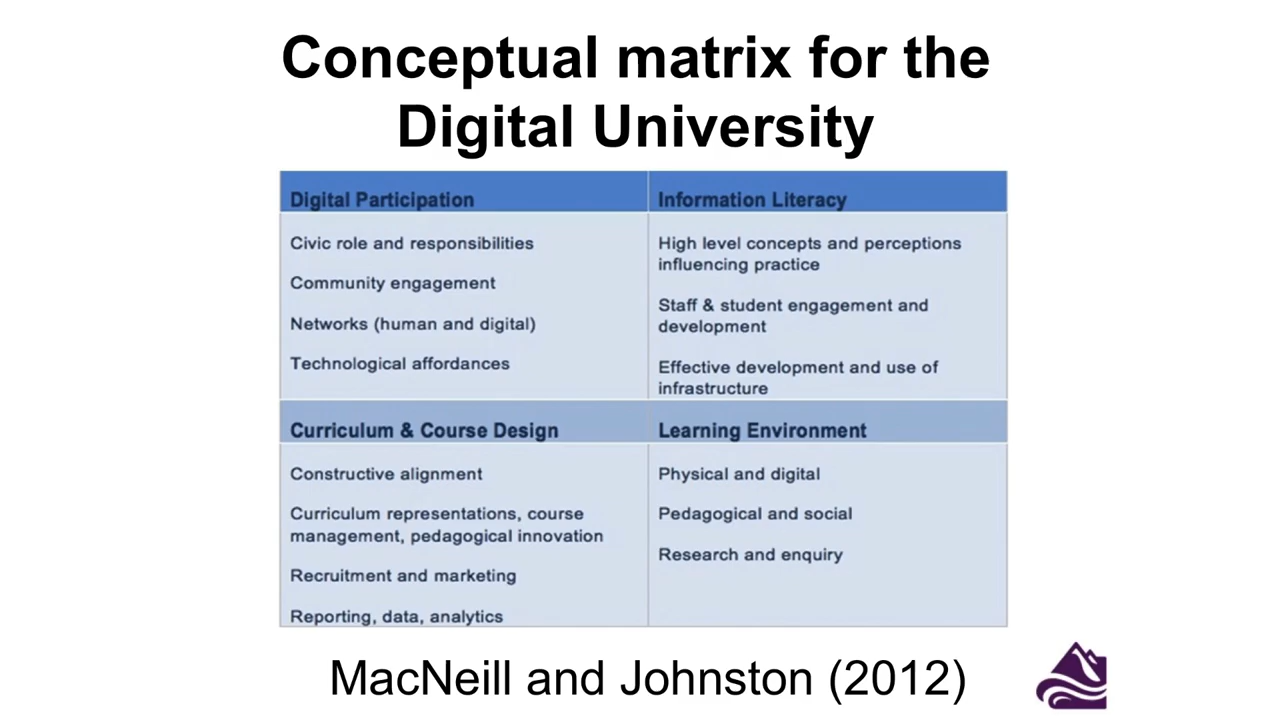 Conceptual matrix for the
Digital University
Digital Participation
Civic role and responsibilities
Community engagement
Networks (human and digital)
Technological affordances
Information Literacy
High level concepts and perceptions
influencing practice
Staff & student engagement and
development
Effective development and use of
infrastructure
Curriculum & Course Design
Constructive alignment
Curriculum representations, course
management, pedagogical innovation
Recruitment and marketing
Reporting, data, analytics
Learning Environment
Physical and digital
Pedagogical and social
Research and enquiry
MacNeill and Johnston (2012)